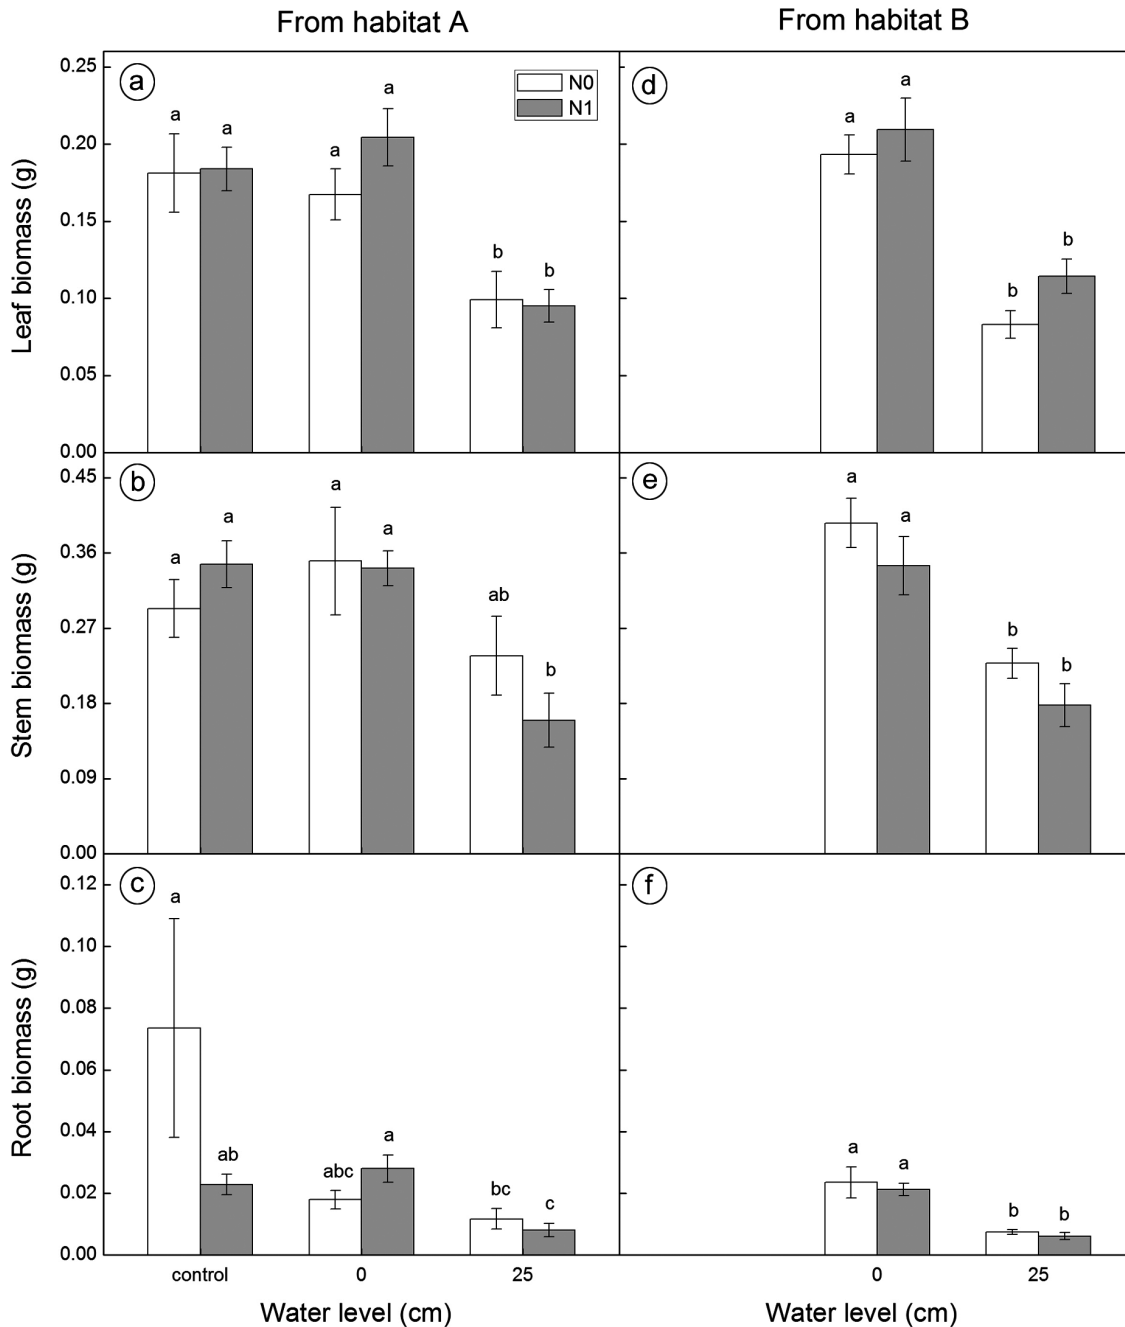 From habitat A
From habitat B
a
N0
N1
d
Leaf biomass (g)
0.25
0.20
0.15
0.10
0.05
0.00
a a a a b b
a a b b
b
e
Stem biomass (g)
0.45
0.36
0.27
0.18
0.09
0.00
a a a a ab b
a a b b
c
f
Root biomass (g)
0.12
0.10
0.08
0.06
0.04
0.02
0.00
a ab abc a bc c
a a b b
control 0 25
0 25
Water level (cm)
Water level (cm)